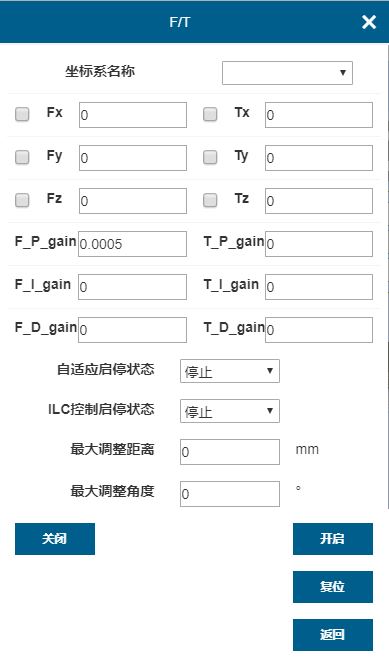 F/T ×
坐标系名称
Fx 0 Tx 0
Fy 0 Ty 0
Fz 0 Tz 0
F_P_gain 0.0005 T_P_gain 0
F_I_gain 0 T_I_gain 0
F_D_gain 0 T_D_gain 0
自适应启停状态 停止
ILC控制启停状态 停止
最大调整距离 0 mm
最大调整角度 0 °
关闭 开启
复位
返回